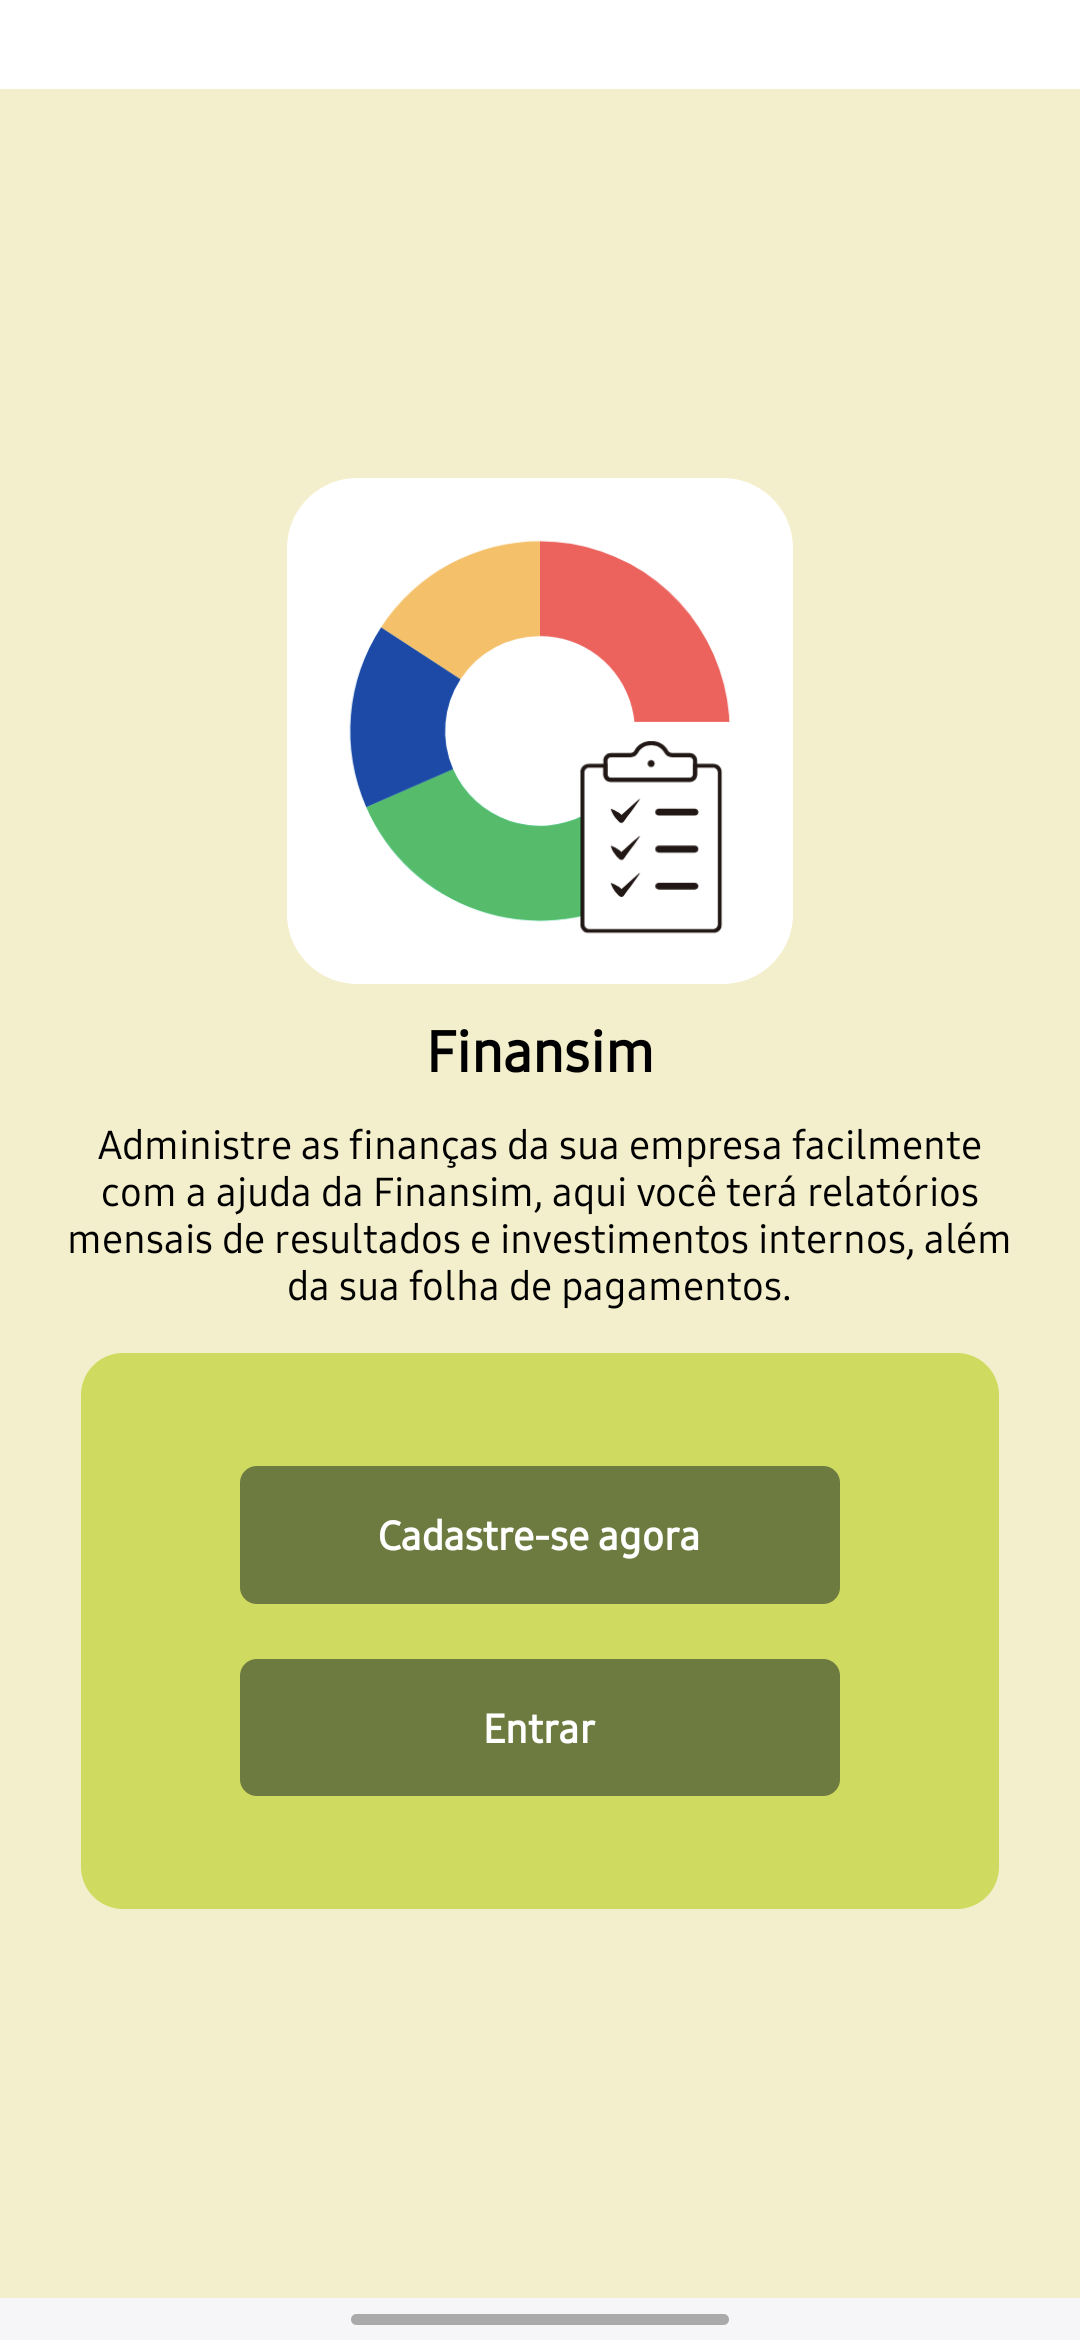 Finansim
Administre as finanças da sua empresa facilmente
com a ajuda da Finansim, aqui você terá relatórios
mensais de resultados e investimentos internos, além
da sua folha de pagamentos.
Cadastre-se agora
Entrar